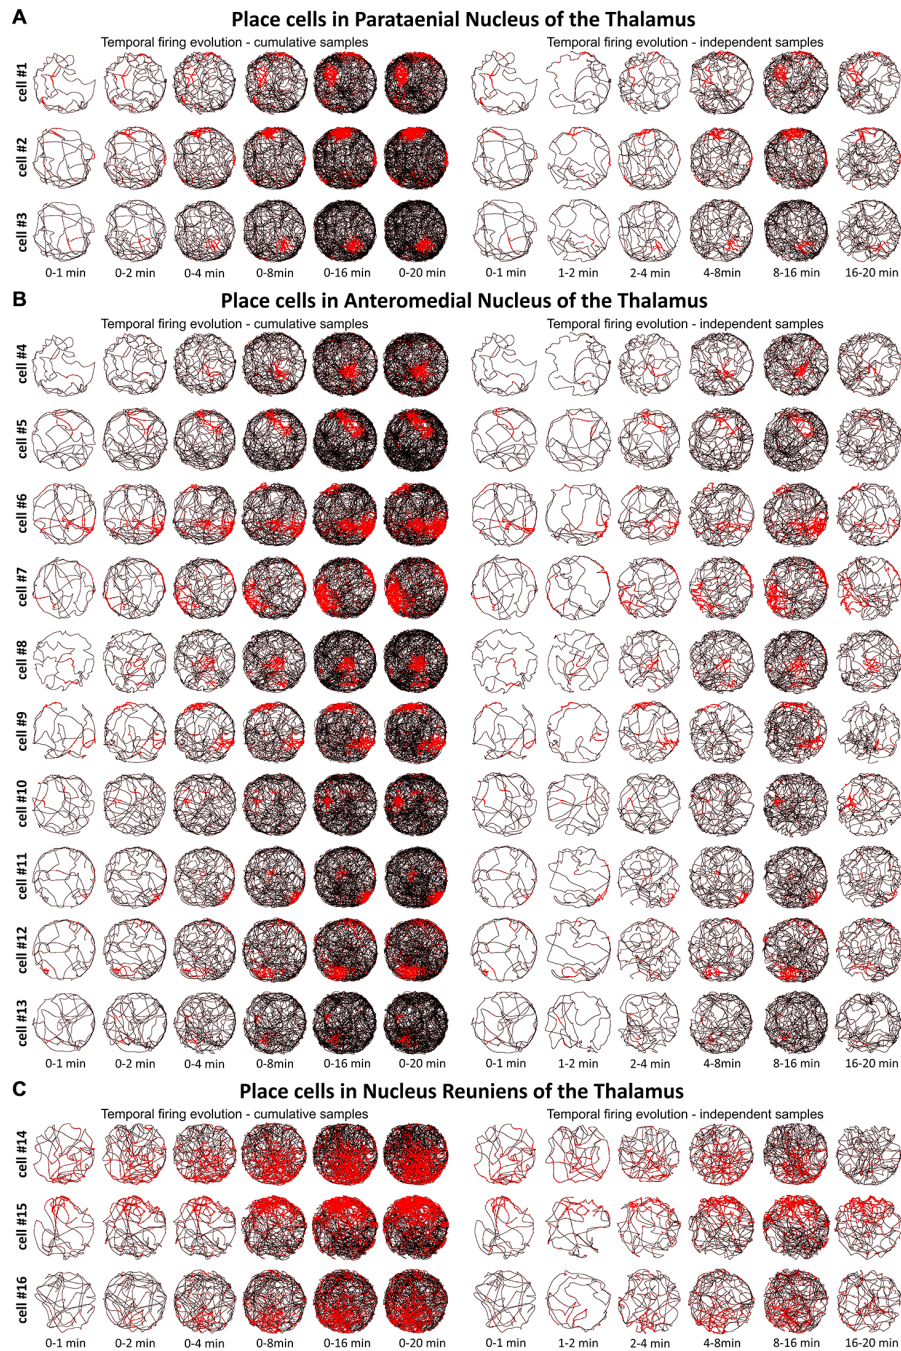 A
Place cells in Parataenial Nucleus of the Thalamus
Temporal firing evolution - cumulative samples Temporal firing evolution - independent samples
cell #1
cell #2
cell #3
0-1 min 0-2 min 0-4 min 0-8min 0-16 min 0-20 min 0-1 min 1-2 min 2-4 min 4-8min 8-16 min 16-20 min
B
Place cells in Anteromedial Nucleus of the Thalamus
Temporal firing evolution - cumulative samples Temporal firing evolution - independent samples
cell #4
cell #5
cell #6
cell #7
cell #8
cell #9
cell #10
cell #11
cell #12
cell #13
0-1 min 0-2 min 0-4 min 0-8min 0-16 min 0-20 min 0-1 min 1-2 min 2-4 min 4-8min 8-16 min 16-20 min
C
Place cells in Nucleus Reuniens of the Thalamus
Temporal firing evolution - cumulative samples Temporal firing evolution - independent samples
cell #14
cell #15
cell #16
0-1 min 0-2 min 0-4 min 0-8min 0-16 min 0-20 min 0-1 min 1-2 min 2-4 min 4-8min 8-16 min 16-20 min